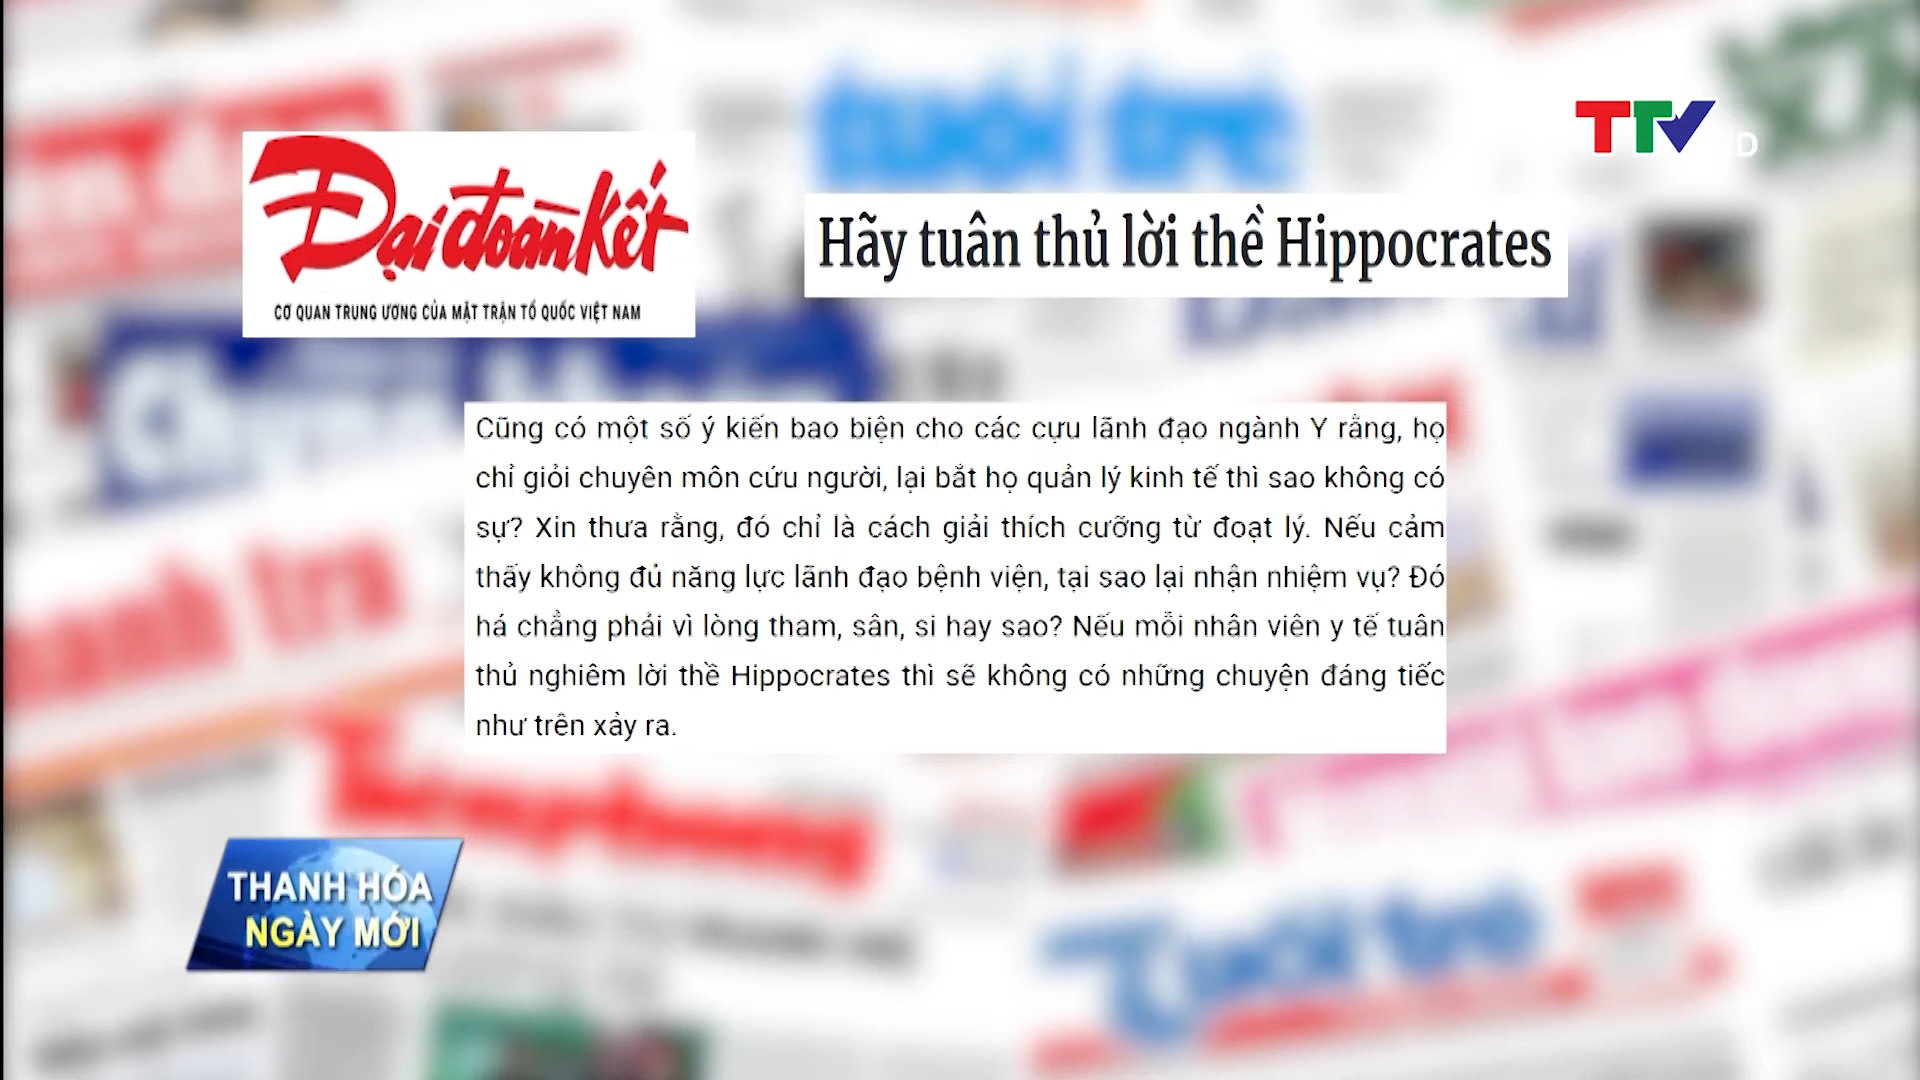 Đại đoàn kết
CƠ QUAN TRUNG ƯƠNG CỦA MẶT TRẬN TỔ QUỐC VIỆT NAM
TTV HD
Hãy tuân thủ lời thề Hippocrates
Cũng có một số ý kiến bao biện cho các cựu lãnh đạo ngành Y rằng, họ
chỉ giỏi chuyên môn cứu người, lại bắt họ quản lý kinh tế thì sao không có
sự? Xin thưa rằng, đó chỉ là cách giải thích cưỡng từ đoạt lý. Nếu cảm
thấy không đủ năng lực lãnh đạo bệnh viện, tại sao lại nhận nhiệm vụ? Đó
há chẳng phải vì lòng tham, sân, si hay sao? Nếu mỗi nhân viên y tế tuân
thủ nghiêm lời thề Hippocrates thì sẽ không có những chuyện đáng tiếc
như trên xảy ra.
THANH HÓA
NGÀY MỚI
tuổi trẻ
Tuổi trẻ